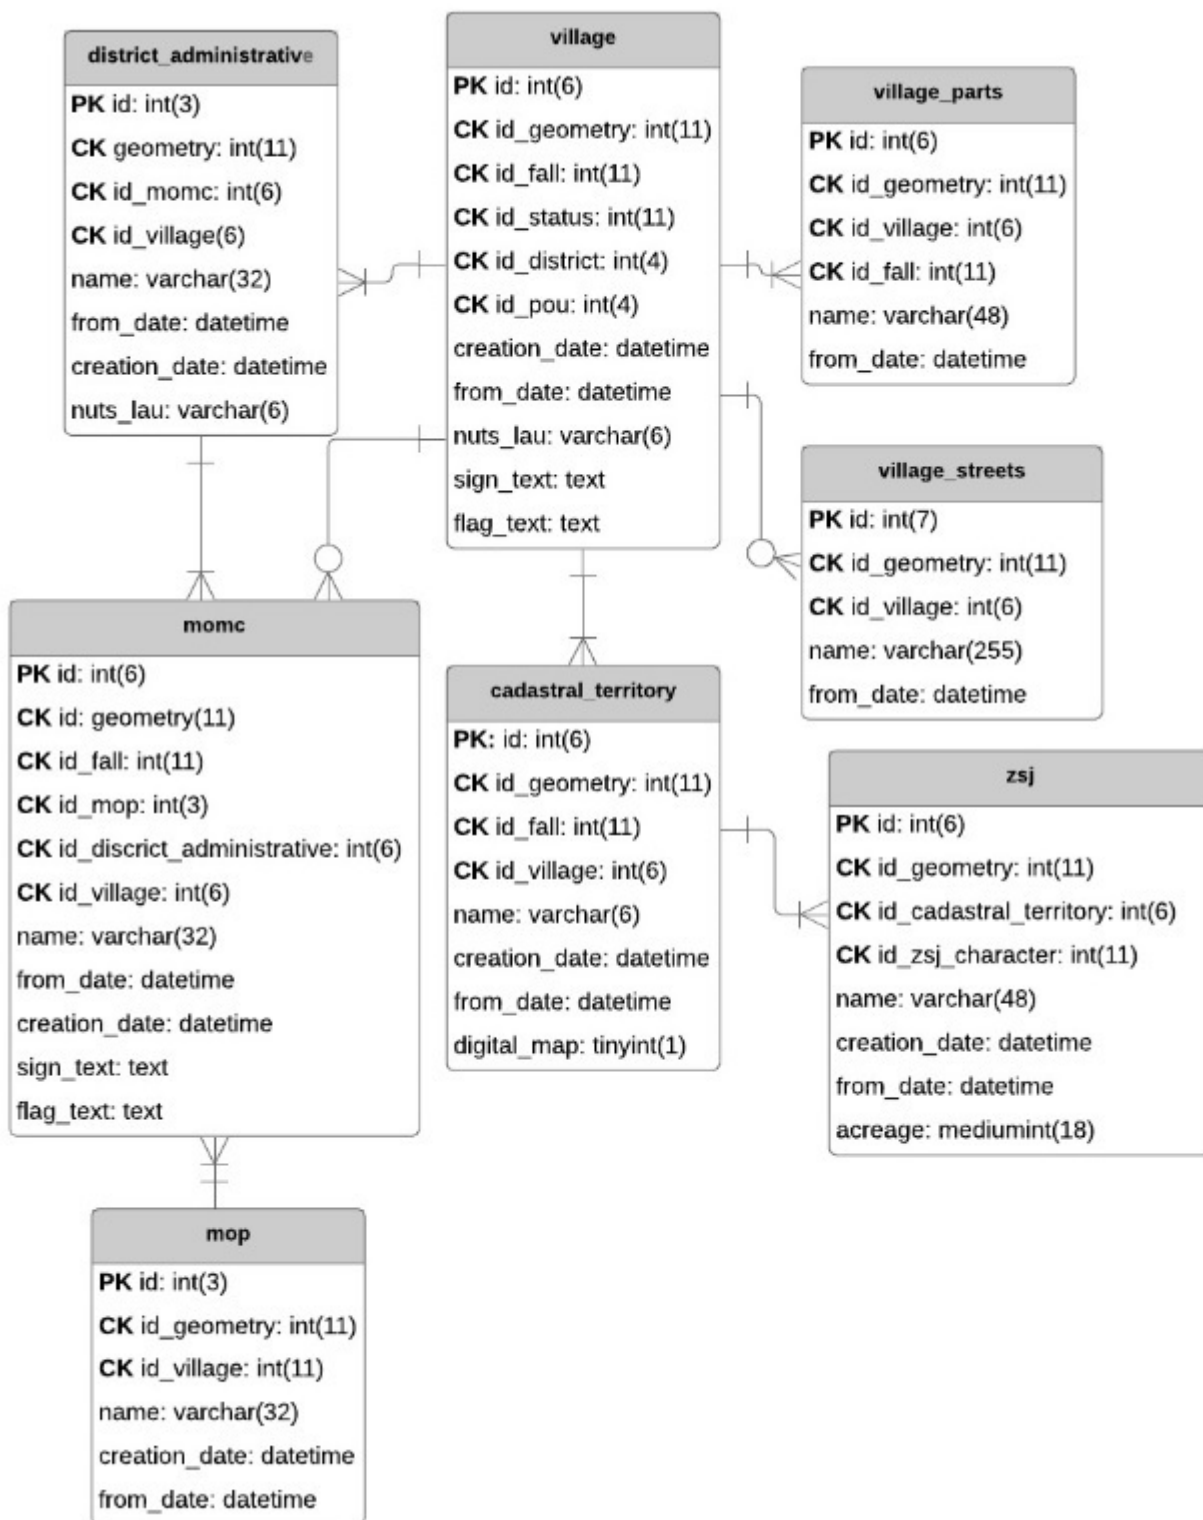 district_administrative
PK id: int(3)
CK geometry: int(11)
CK id_momc: int(6)
CK id_village(6)
name: varchar(32)
from_date: datetime
creation_date: datetime
nuts_lau: varchar(6)
village
PK id: int(6)
CK id_geometry: int(11)
CK id_fall: int(11)
CK id_status: int(11)
CK id_district: int(4)
CK id_pou: int(4)
creation_date: datetime
from_date: datetime
nuts_lau: varchar(6)
sign_text: text
flag_text: text
village_parts
PK id: int(6)
CK id_geometry: int(11)
CK id_village: int(6)
CK id_fall: int(11)
name: varchar(48)
from_date: datetime
village_streets
PK id: int(7)
CK id_geometry: int(11)
CK id_village: int(6)
name: varchar(255)
from_date: datetime
momc
PK id: int(6)
CK id: geometry(11)
CK id_fall: int(11)
CK id_mop: int(3)
CK id_discrict_administrative: int(6)
CK id_village: int(6)
name: varchar(32)
from_date: datetime
creation_date: datetime
sign_text: text
flag_text: text
cadastral_territory
PK: id: int(6)
CK id_geometry: int(11)
CK id_fall: int(11)
CK id_village: int(6)
name: varchar(6)
creation_date: datetime
from_date: datetime
digital_map: tinyint(1)
zsj
PK id: int(6)
CK id_geometry: int(11)
CK id_cadastral_territory: int(6)
CK id_zsj_character: int(11)
name: varchar(48)
creation_date: datetime
from_date: datetime
acreage: mediumint(18)
mop
PK id: int(3)
CK id_geometry: int(11)
CK id_village: int(11)
name: varchar(32)
creation_date: datetime
from_date: datetime